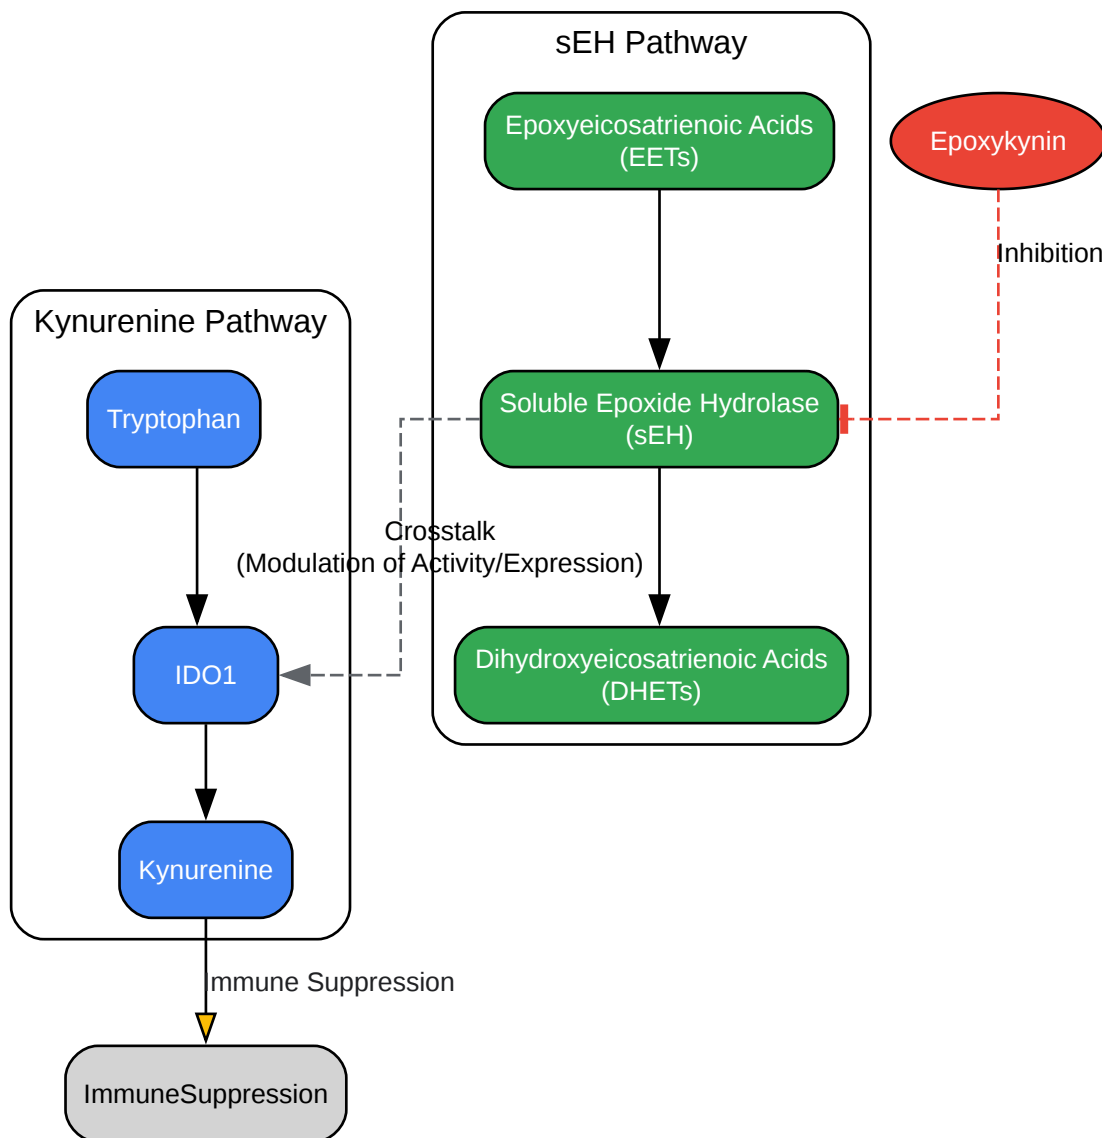 sEH Pathway
Epoxyeicosatrienoic Acids
(EETs)
Epoxykynin
Inhibition
Kynurenine Pathway
Tryptophan
Soluble Epoxide Hydrolase
(sEH)
Crosstalk
(Modulation of Activity/Expression)
IDO1
Dihydroxyeicosatrienoic Acids
(DHETs)
Kynurenine
Immune Suppression
ImmuneSuppression